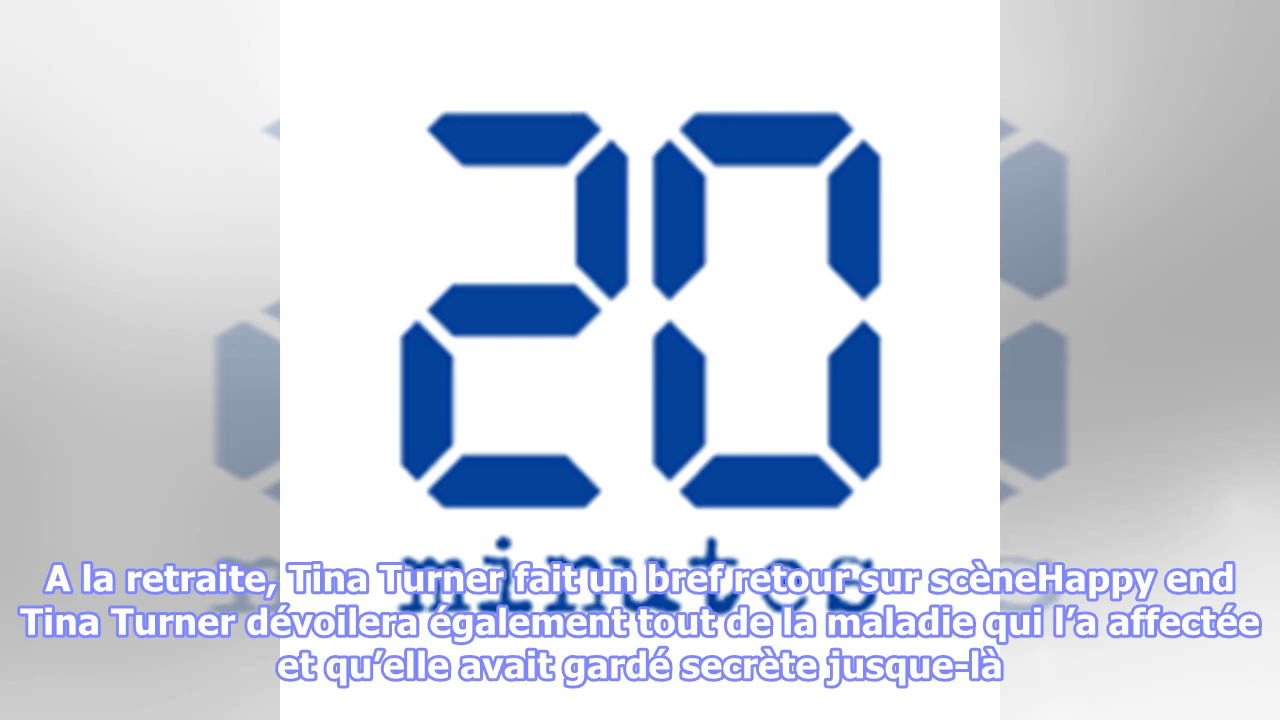 20
minutes
A la retraite, Tina Turner fait un bref retour sur scèneHappy end
Tina Turner dévoilera également tout de la maladie qui l’a affectée
et qu’elle avait gardé secrète jusque-là